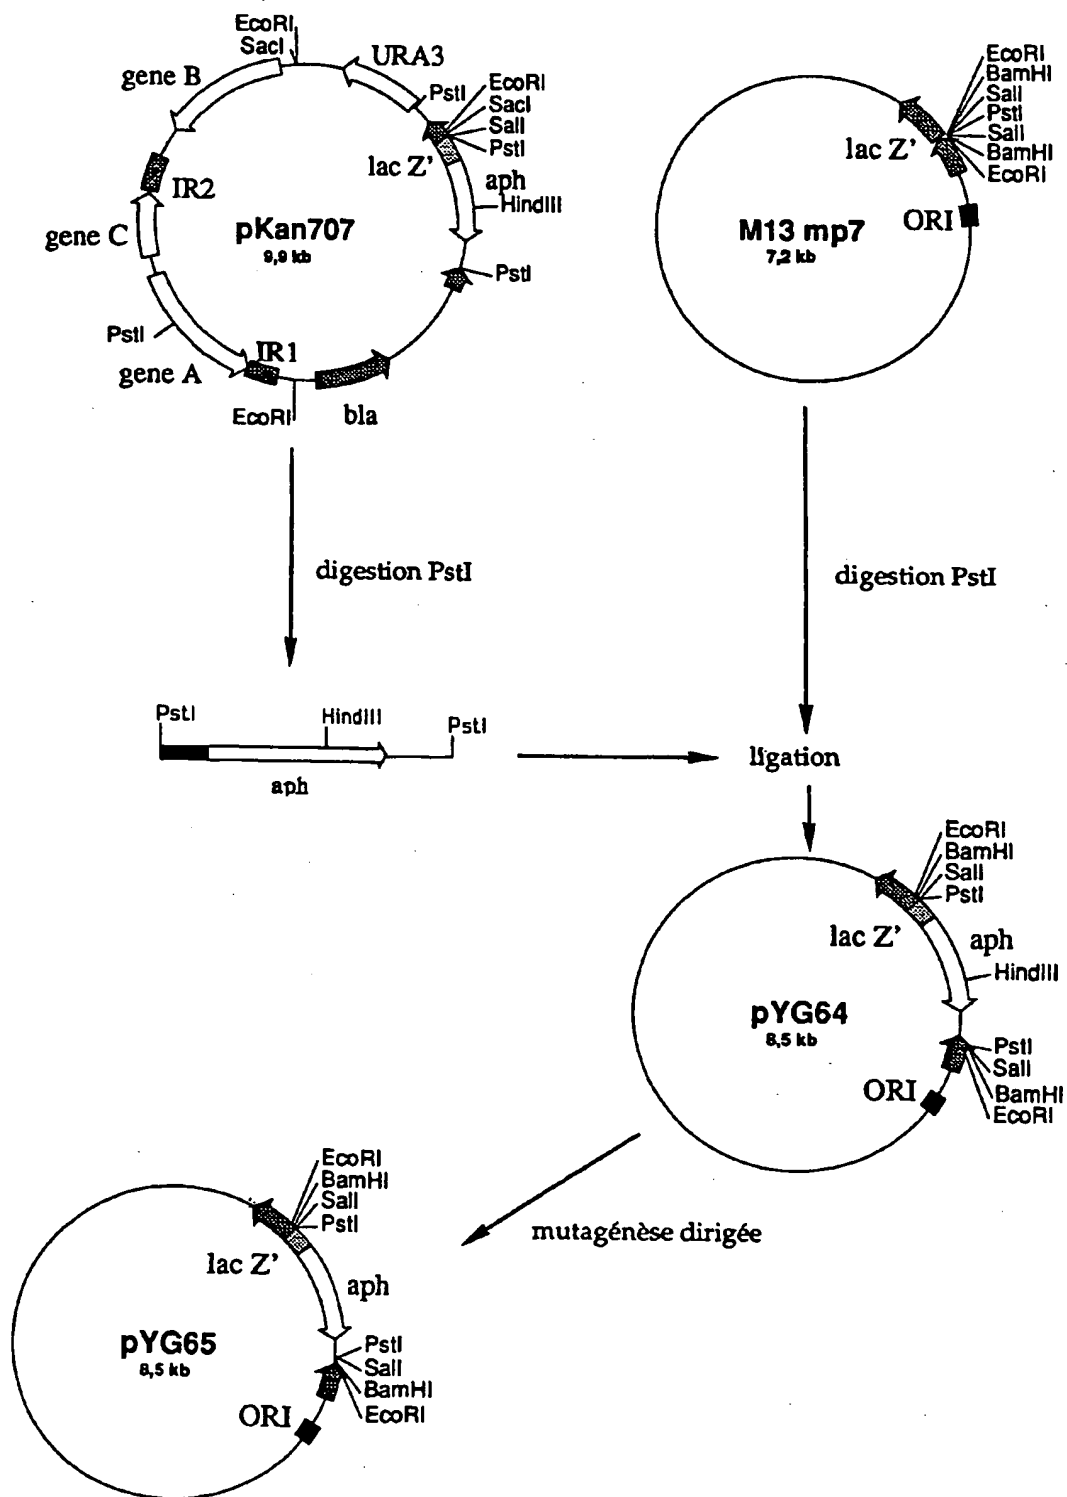 EcoRI
SacI
gene B
URA3
PstI
EcoRI
SacI
SalI
PstI
lac Z'
aph
HindIII
IR2
gene C
pKan707
9,9 kb
PstI
PstI
gene A
IR1
EcoRI
bla
EcoRI
BamHI
SalI
PstI
SalI
BamHI
EcoRI
lac Z'
ORI
M13 mp7
7,2 kb
digestion PstI
digestion PstI
PstI
HindIII
PstI
aph
ligation
EcoRI
BamHI
SalI
PstI
lac Z'
aph
HindIII
pYG64
8,5 kb
PstI
SalI
BamHI
EcoRI
ORI
mutagénèse dirigée
EcoRI
BamHI
SalI
PstI
lac Z'
aph
pYG65
8,5 kb
PstI
SalI
BamHI
EcoRI
ORI